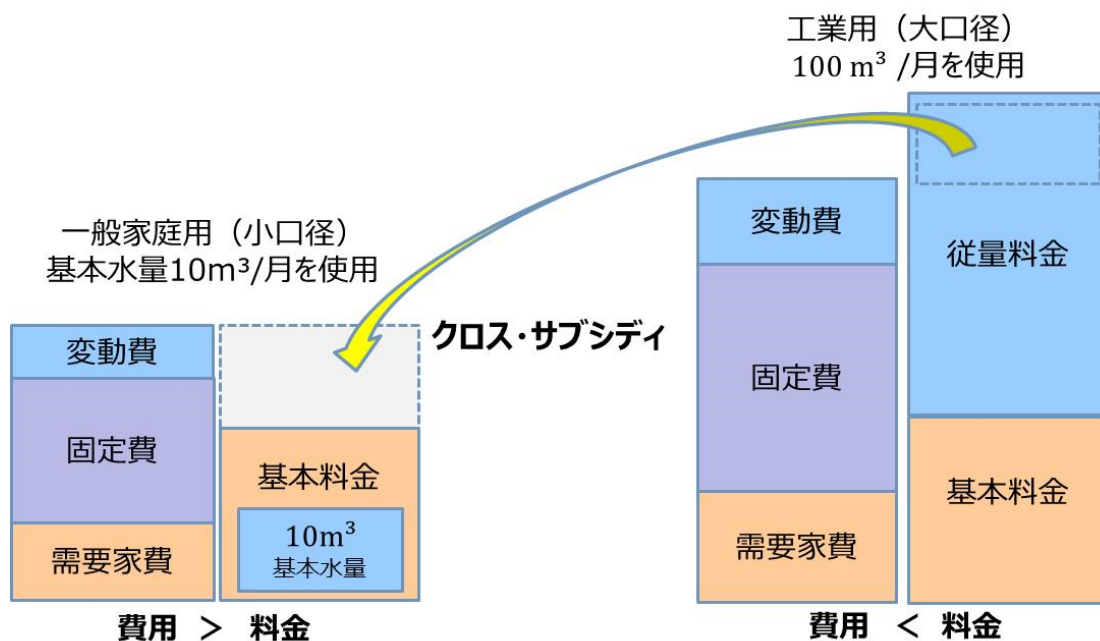 工業用（大口径）
100 m³ /月を使用
一般家庭用（小口径）
基本水量10m³/月を使用
クロス・サブシディ
変動費
固定費
需要家費
基本料金
10m³
基本水量
費用 ＞ 料金
変動費
固定費
需要家費
従量料金
基本料金
費用 ＜ 料金